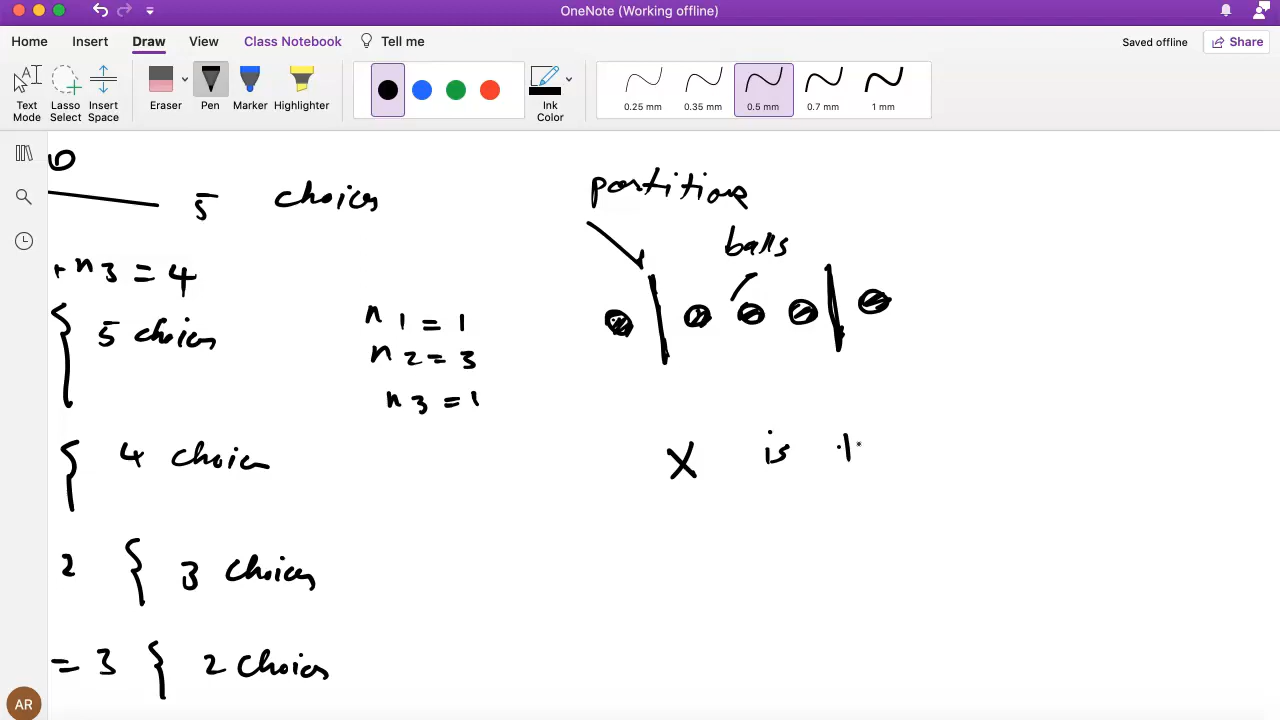 OneNote (Working offline)
Home Insert Draw View Class Notebook Tell me
Saved offline Share
Text Mode
Lasso Select
Insert Space
Eraser
Pen
Marker
Highlighter
Ink Color
0.25 mm
0.35 mm
0.5 mm
0.7 mm
1 mm
5 choices
+ n3 = 4
5 choices
4 choices
2 { 3 choices
= 3 { 2 choices
n1 = 1
n2 = 3
n3 = 1
partitions
balls
X is
AR